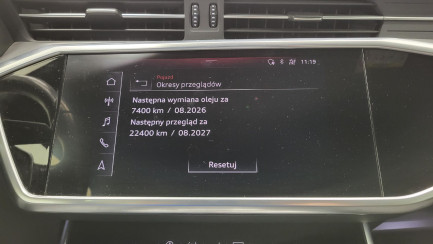 8
11:19
Pojazd
Okresy przeglądów
Następna wymiana oleju za
7400 km / 08.2026
Następny przegląd za
22400 km / 08.2027
Resetuj